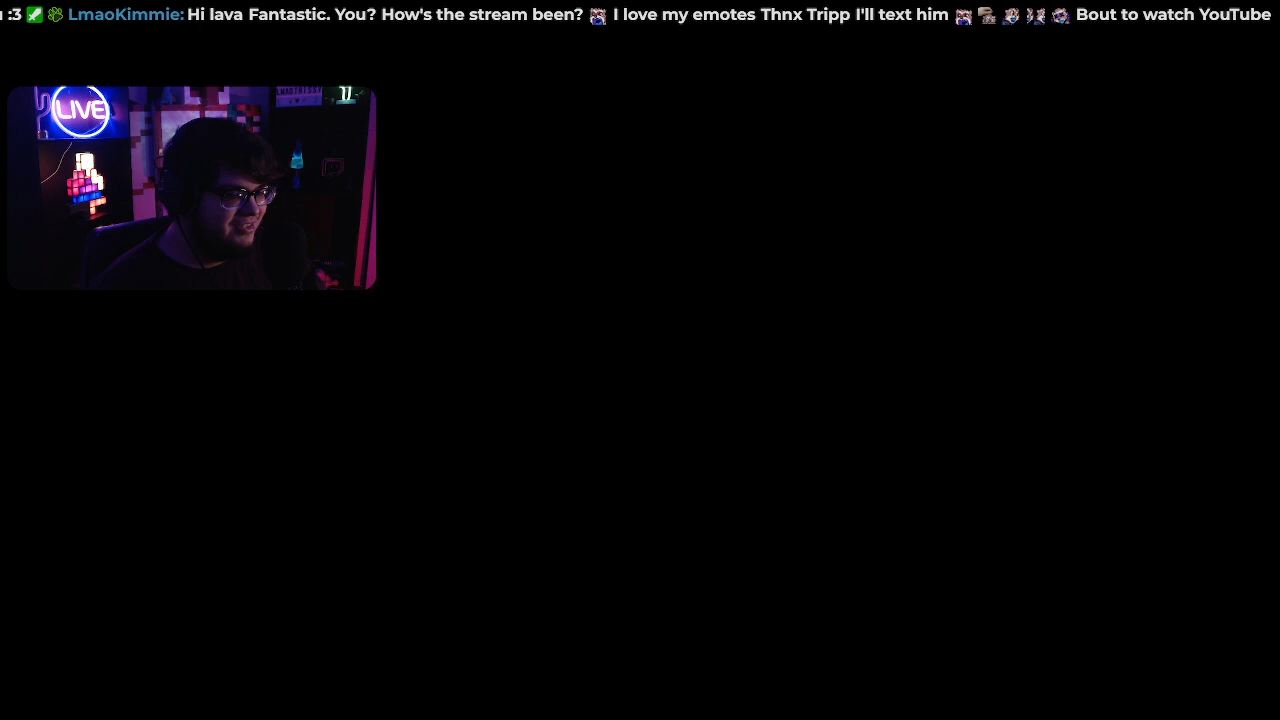 :3 LmaoKimmie: Hi lava Fantastic. You? How's the stream been? I love my emotes Thnx Tripp I'll text him Bout to watch YouTube
LIVE